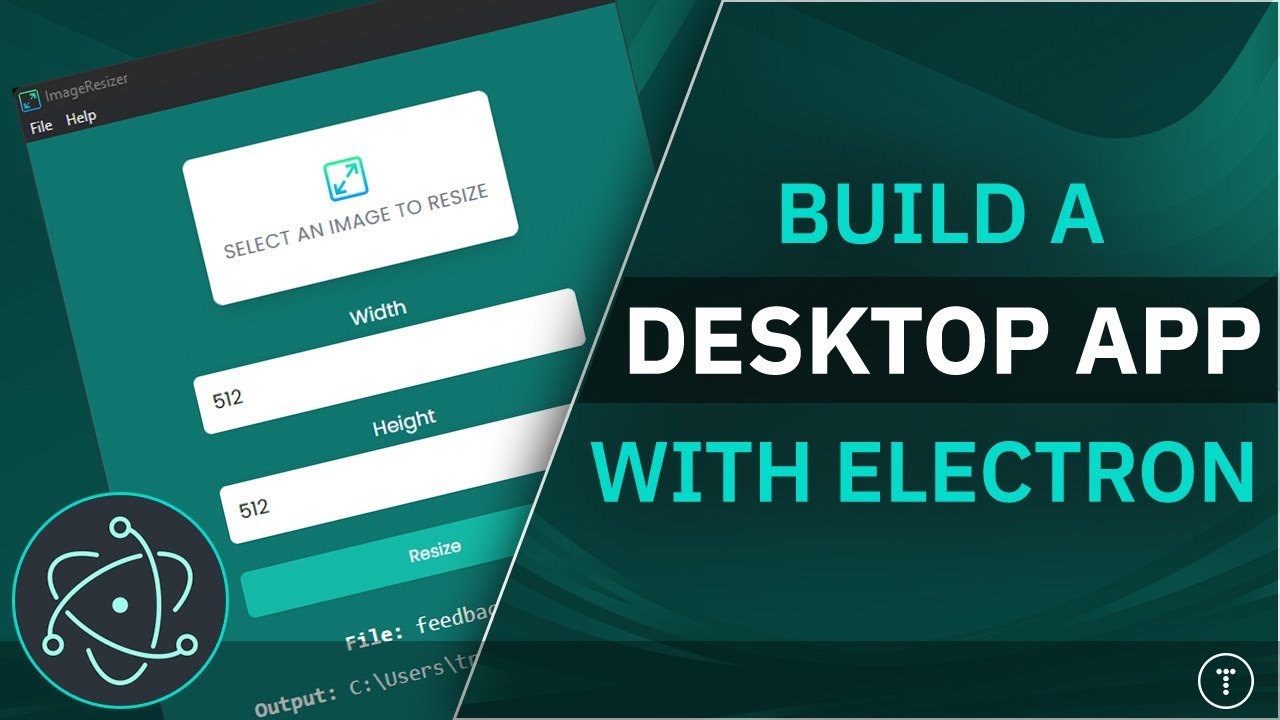 ImageResizer
File Help
SELECT AN IMAGE TO RESIZE
Width
512
Height
512
Resize
File:
Output: C:\Users\
BUILD A
DESKTOP APP
WITH ELECTRON